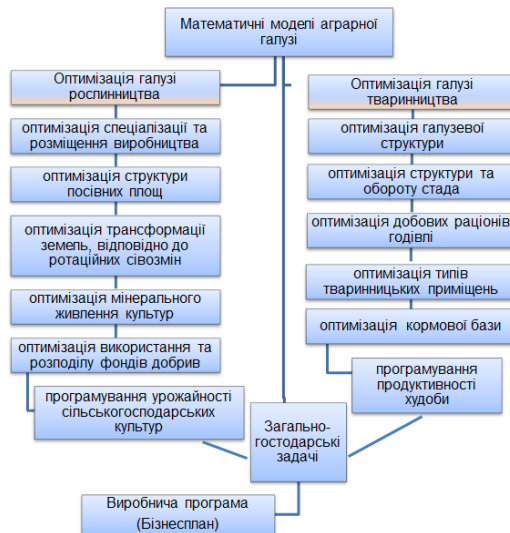 Математичні моделі аграрної
галузі
Оптимізація галузі
рослинництва
оптимізація спеціалізації та
розміщення виробництва
оптимізація структури
посівних площ
оптимізація трансформації
земель, відповідно до
ротаційних сівозмін
оптимізація мінерального
живлення культур
оптимізація використання та
розподілу фондів добрив
програмування урожайності
сільськогосподарських
культур
Оптимізація галузі
тваринництва
оптимізація галузевої
структури
оптимізація структури та
обороту стада
оптимізація добових раціонів
годівлі
оптимізація типів
тваринницьких приміщень
оптимізація кормової бази
програмування
продуктивності
худоби
Загально-
гостодарські
задачі
Виробнича програма
(Бізнесппан)